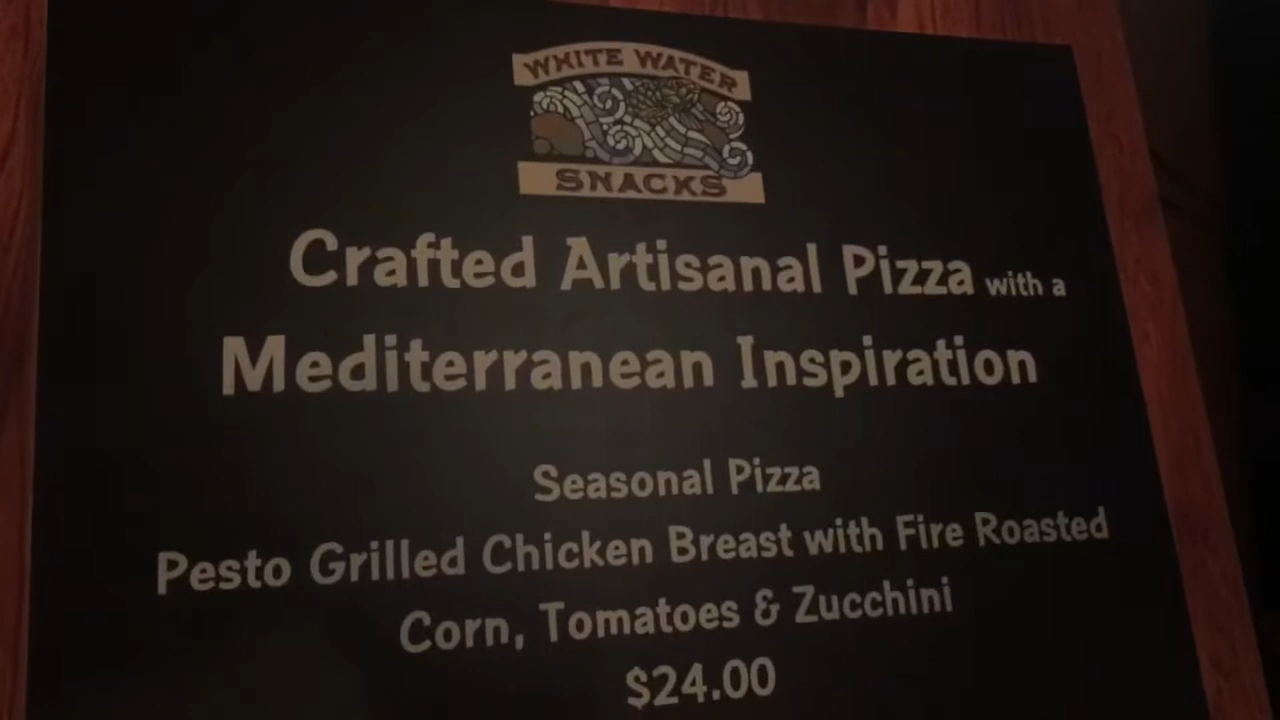 WHITE WATER
SNACKS
Crafted Artisanal Pizza with a
Mediterranean Inspiration
Seasonal Pizza
Pesto Grilled Chicken Breast with Fire Roasted
Corn, Tomatoes & Zucchini
$24.00